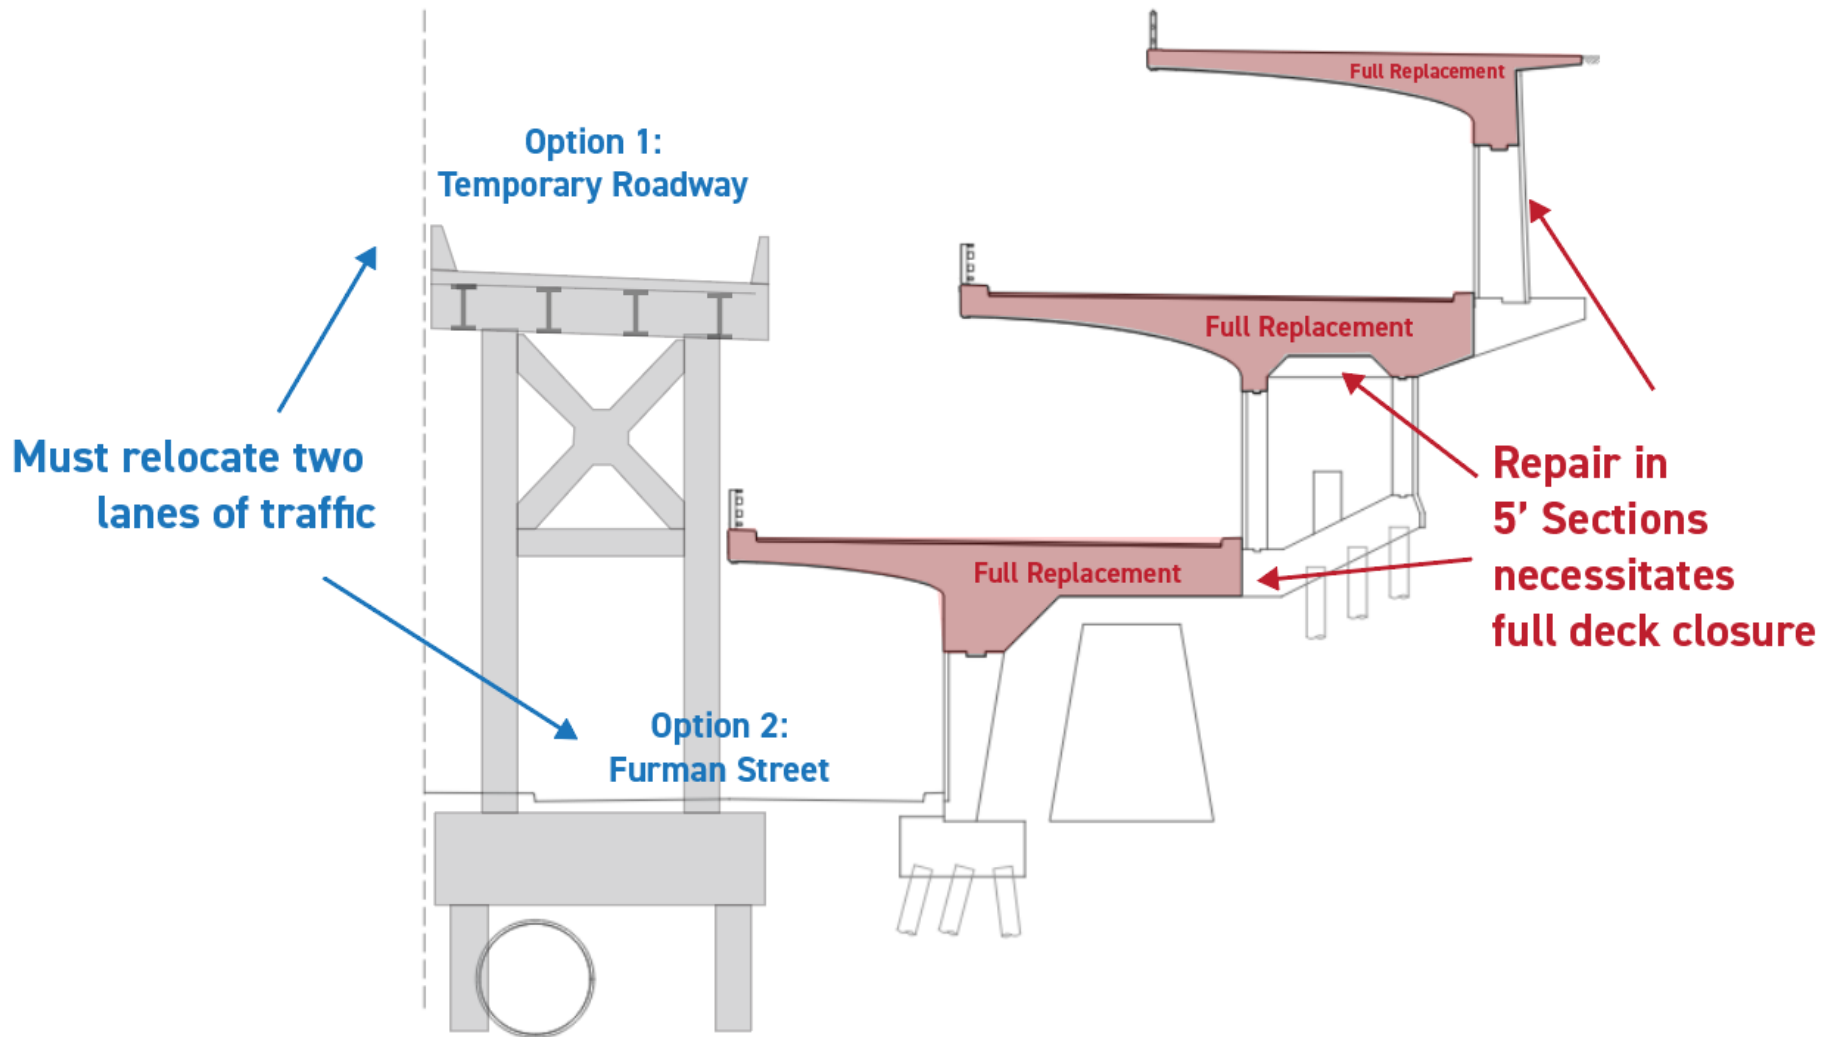 Full Replacement
Option 1:
Temporary Roadway
Full Replacement
Must relocate two
lanes of traffic
Repair in
5’ Sections
necessitates
full deck closure
Full Replacement
Option 2:
Furman Street